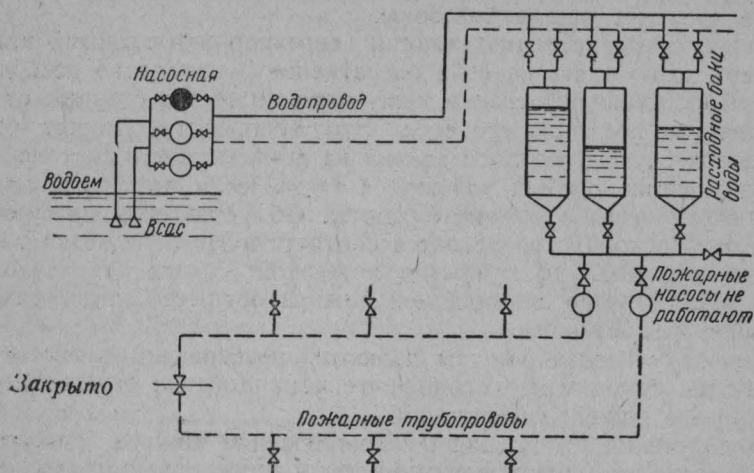 Насосная
Водопровод
Водоем
Всас
Расходные баки
воды
Пожарные
насосы не
работают
Закрыто
Пожарные трубопроводы